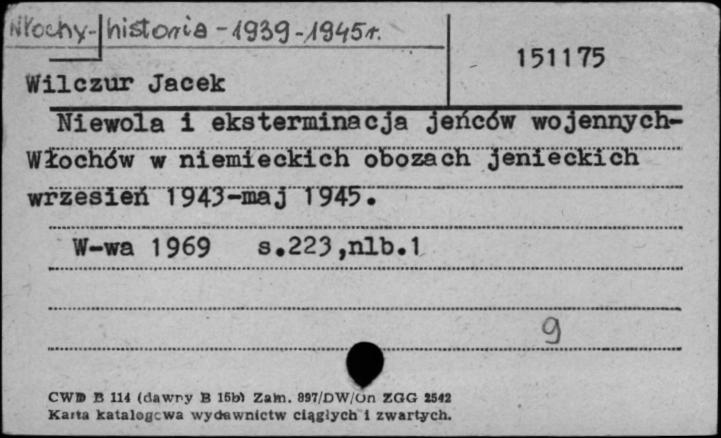 Włochy-historia-1939-1945r.
151175
Wilczur Jacek
Niewola i eksterminacja jeńców wojennych-
Włochów w niemieckich obozach jenieckich
wrzesień 1943-maj 1945.
W-wa 1969 s.223,nlb.1
9
CWD B 114 (dawny B 15b) Zam. 897/DW/On ZGG 2542
Karta katalogowa wydawnictw ciągłych i zwartych.